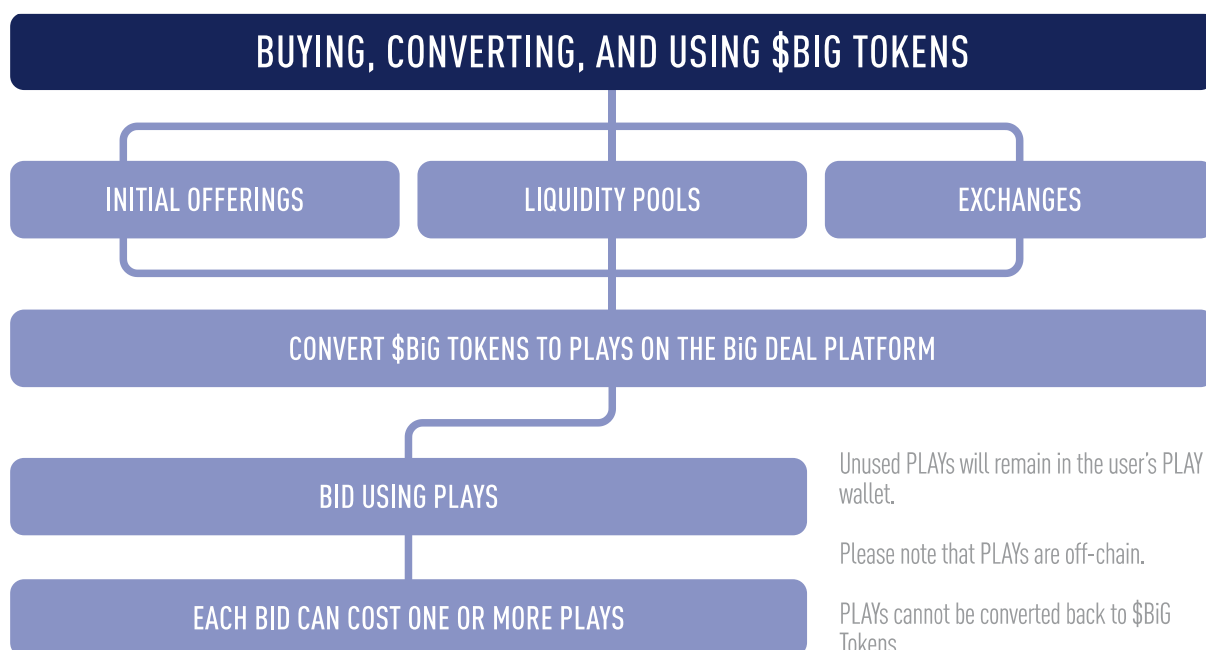 BUYING, CONVERTING, AND USING $BIG TOKENS
INITIAL OFFERINGS
LIQUIDITY POOLS
EXCHANGES
CONVERT $BiG TOKENS TO PLAYS ON THE BiG DEAL PLATFORM
BID USING PLAYS
EACH BID CAN COST ONE OR MORE PLAYS
Unused PLAYs will remain in the user's PLAY
wallet.
Please note that PLAYs are off-chain.
PLAYs cannot be converted back to $BiG
Tokens